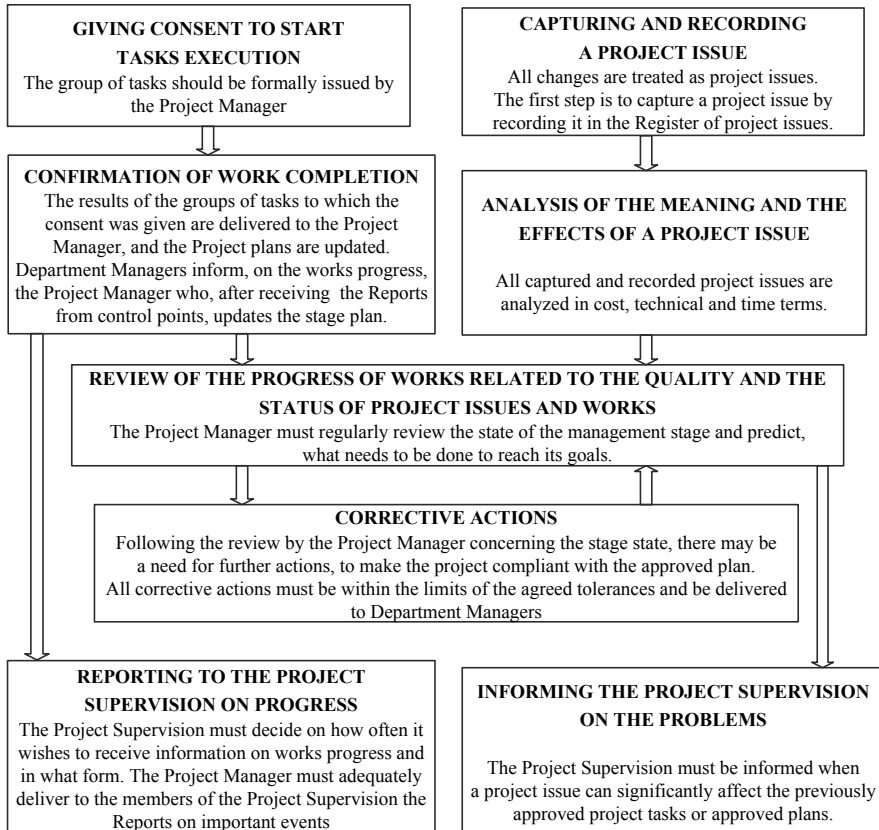 GIVING CONSENT TO START
TASKS EXECUTION
The group of tasks should be formally issued by
the Project Manager
CAPTURING AND RECORDING
A PROJECT ISSUE
All changes are treated as project issues.
The first step is to capture a project issue by
recording it in the Register of project issues.
CONFIRMATION OF WORK COMPLETION
The results of the groups of tasks to which the
consent was given are delivered to the Project
Manager, and the Project plans are updated.
Department Managers inform, on the works progress,
the Project Manager who, after receiving the Reports
from control points, updates the stage plan.
ANALYSIS OF THE MEANING AND THE
EFFECTS OF A PROJECT ISSUE
All captured and recorded project issues are
analyzed in cost, technical and time terms.
REVIEW OF THE PROGRESS OF WORKS RELATED TO THE QUALITY AND THE
STATUS OF PROJECT ISSUES AND WORKS
The Project Manager must regularly review the state of the management stage and predict,
what needs to be done to reach its goals.
CORRECTIVE ACTIONS
Following the review by the Project Manager concerning the stage state, there may be
a need for further actions, to make the project compliant with the approved plan.
All corrective actions must be within the limits of the agreed tolerances and be delivered
to Department Managers
REPORTING TO THE PROJECT
SUPERVISION ON PROGRESS
The Project Supervision must decide on how often it
wishes to receive information on works progress and
in what form. The Project Manager must adequately
deliver to the members of the Project Supervision the
Reports on important events
INFORMING THE PROJECT SUPERVISION
ON THE PROBLEMS
The Project Supervision must be informed when
a project issue can significantly affect the previously
approved project tasks or approved plans.